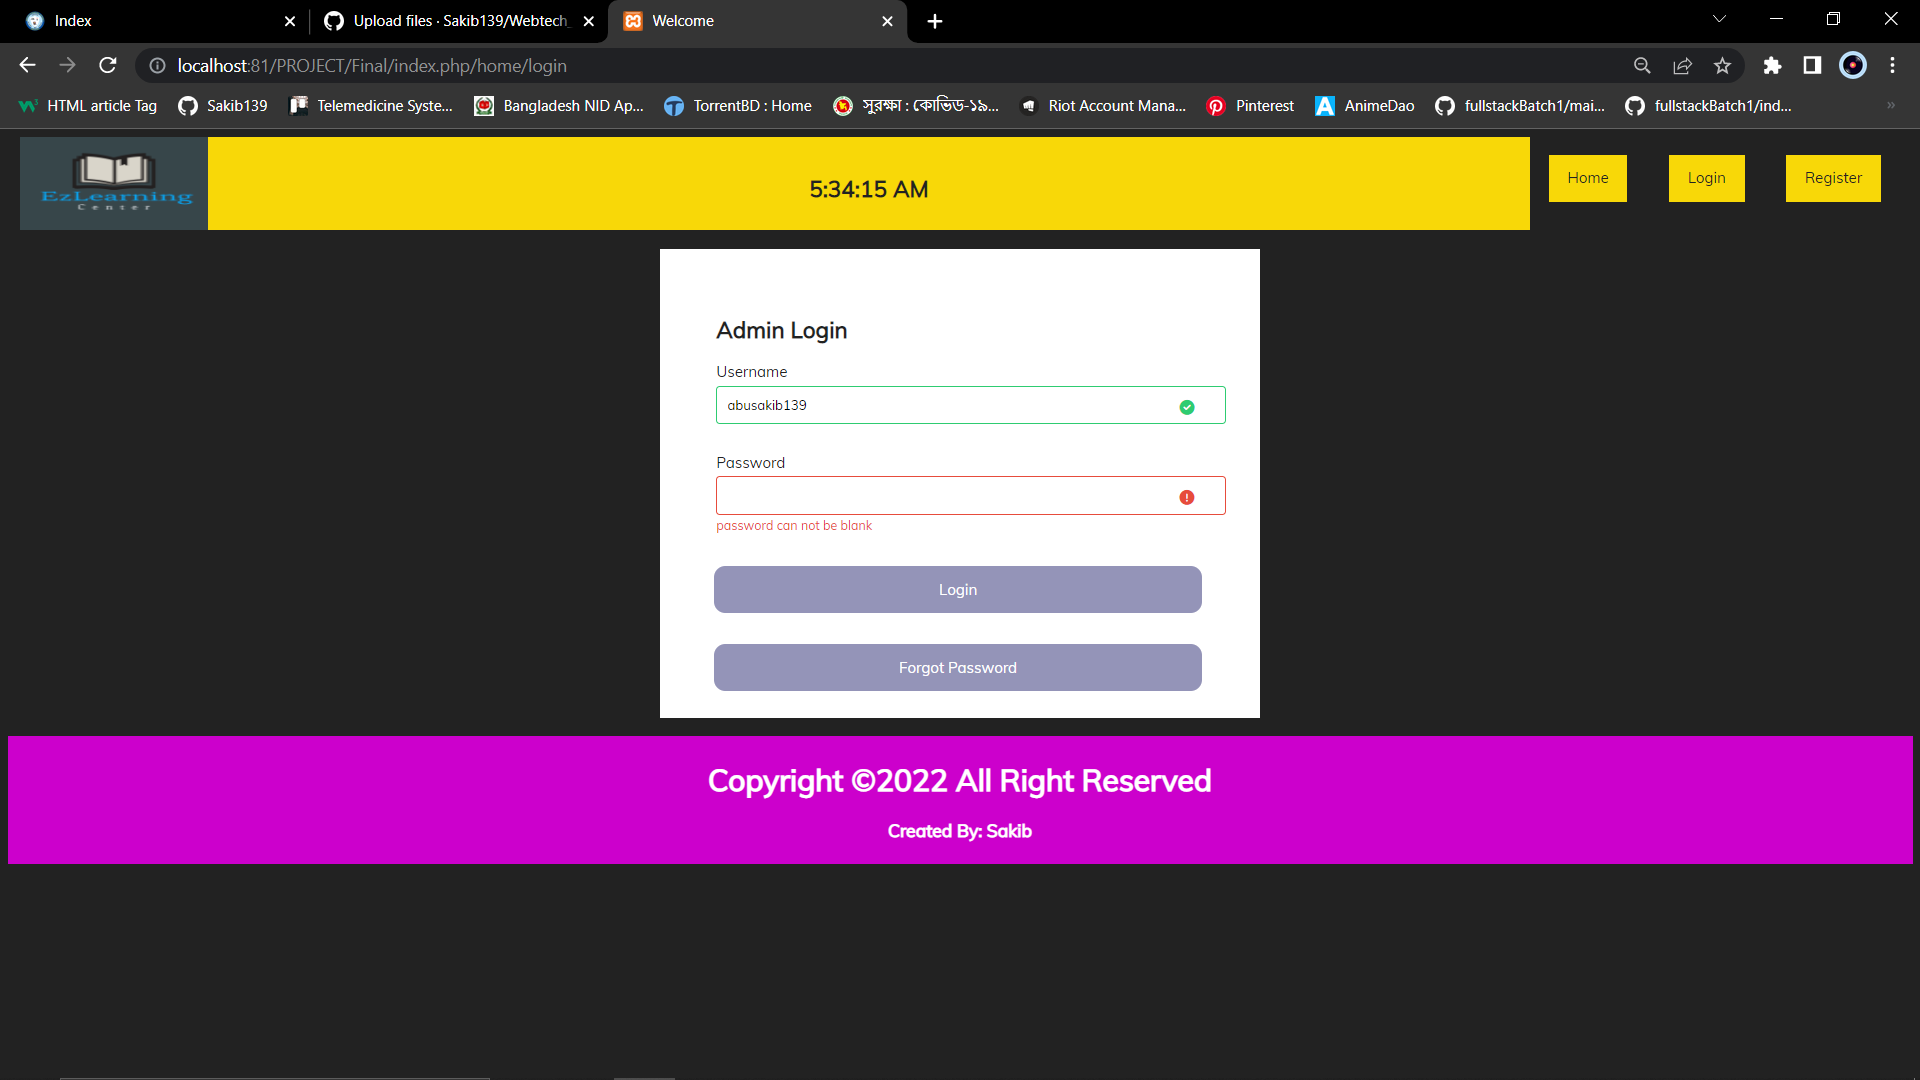 Index
Upload files · Sakib139/Webtech_
Welcome
localhost:81/PROJECT/Final/index.php/home/login
HTML article Tag
Sakib139
Telemedicine Syste...
Bangladesh NID Ap...
TorrentBD : Home
সুরক্ষা : কোভিড-১৯...
Riot Account Mana...
Pinterest
AnimeDao
fullstackBatch1/mai...
fullstackBatch1/ind...
EzLearning
Center
5:34:15 AM
Home
Login
Register
Admin Login
Username
abusakib139
Password
password can not be blank
Login
Forgot Password
Copyright ©2022 All Right Reserved
Created By: Sakib